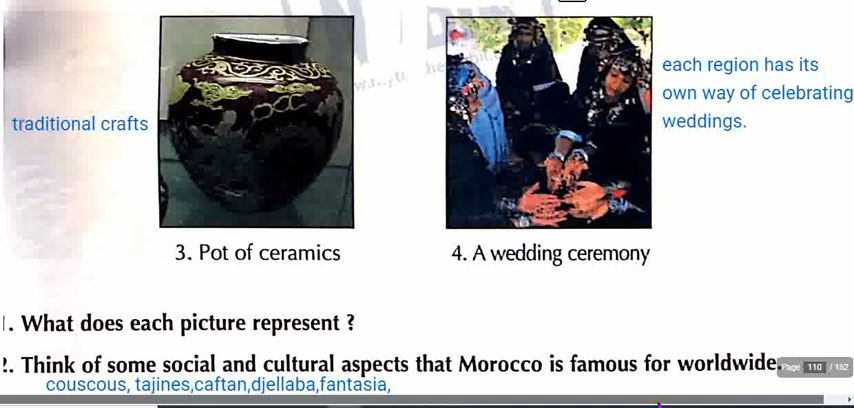 each region has its
own way of celebrating
weddings.
traditional crafts
3. Pot of ceramics
4. A wedding ceremony
1. What does each picture represent ?
2. Think of some social and cultural aspects that Morocco is famous for worldwide.
couscous, tajines,caftan,djellaba,fantasia,
Page 110 / 162